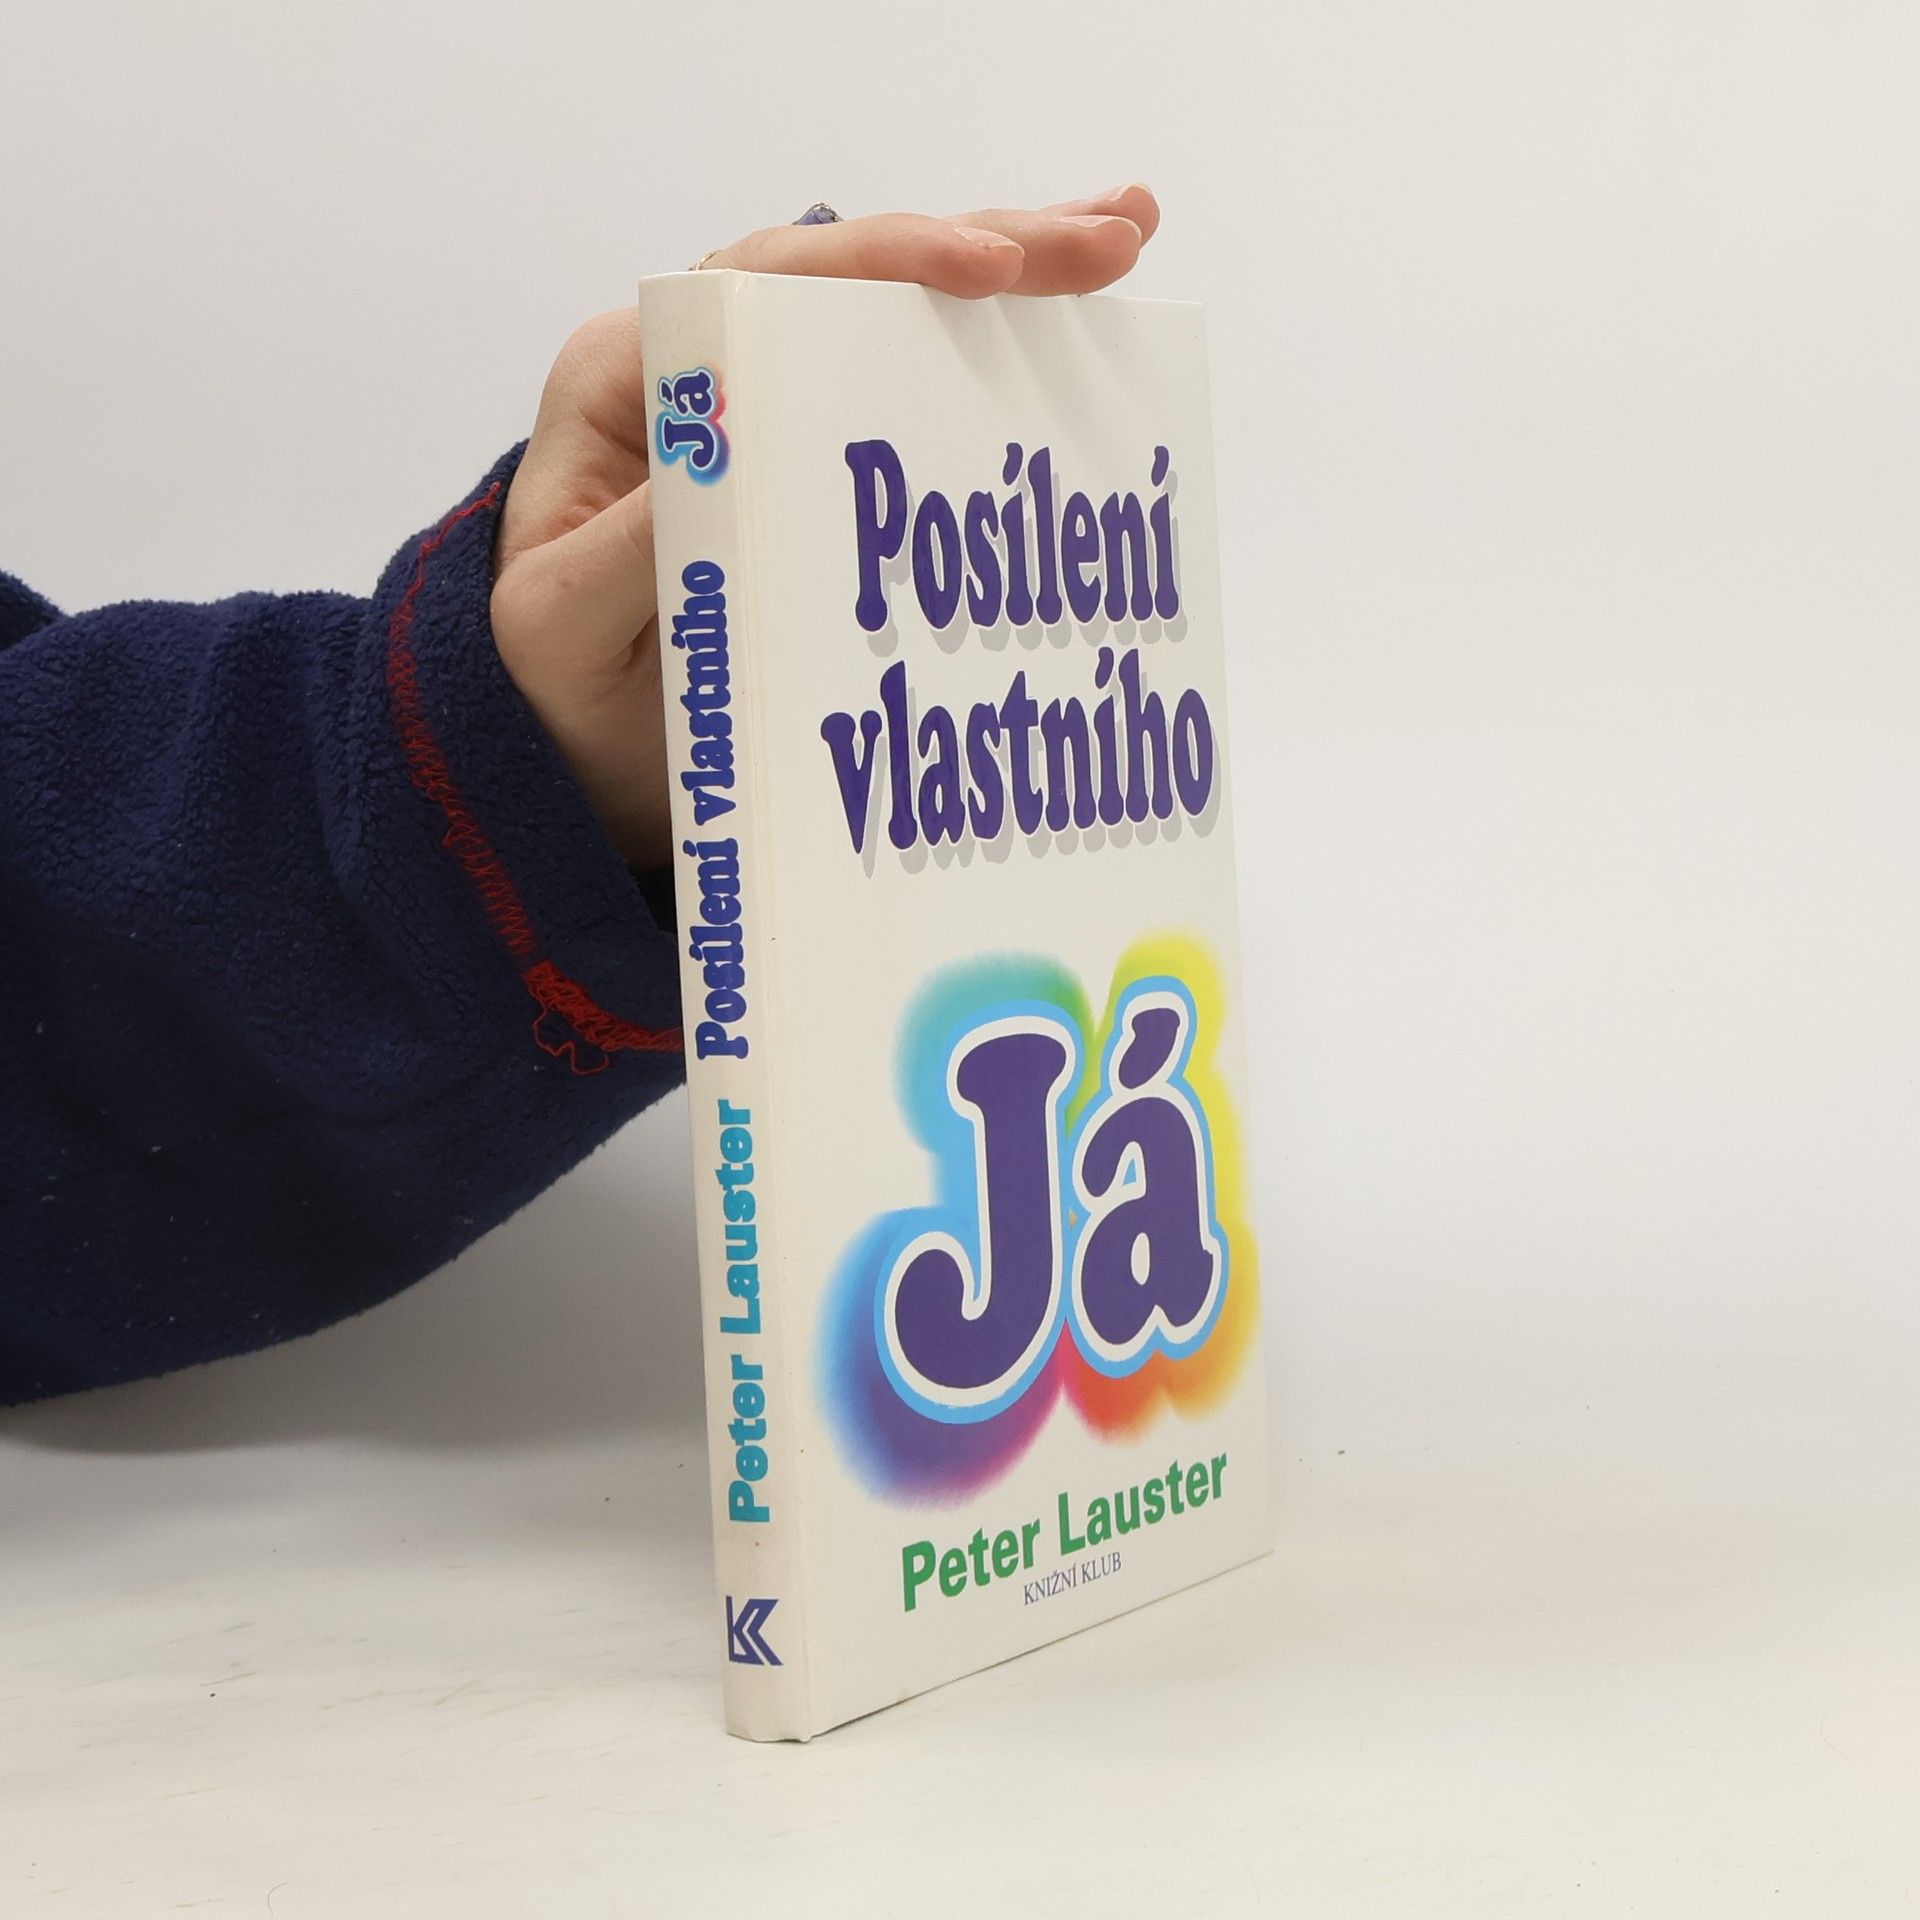 Posílení
vlastního
Já
Peter Lauster
KNIŽNÍ KLUB
Peter Lauster Posílení vlastního Já